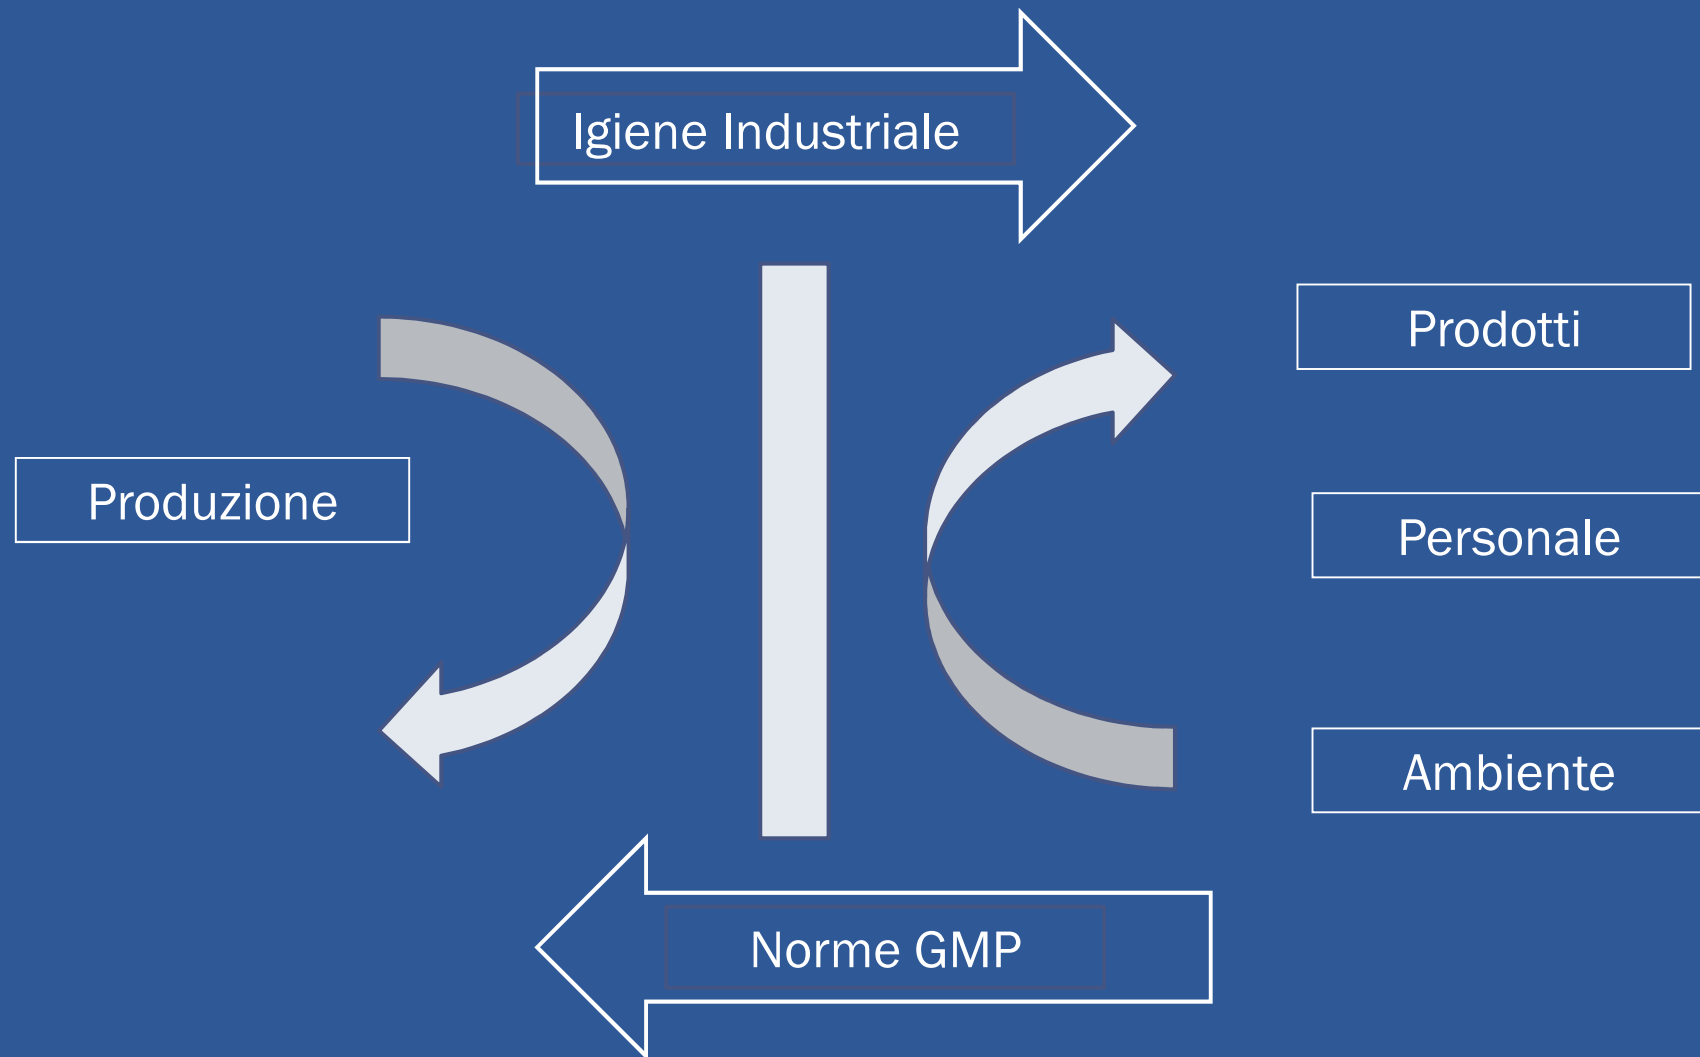 Igiene Industriale
Prodotti
Produzione
Personale
Ambiente
Norme GMP